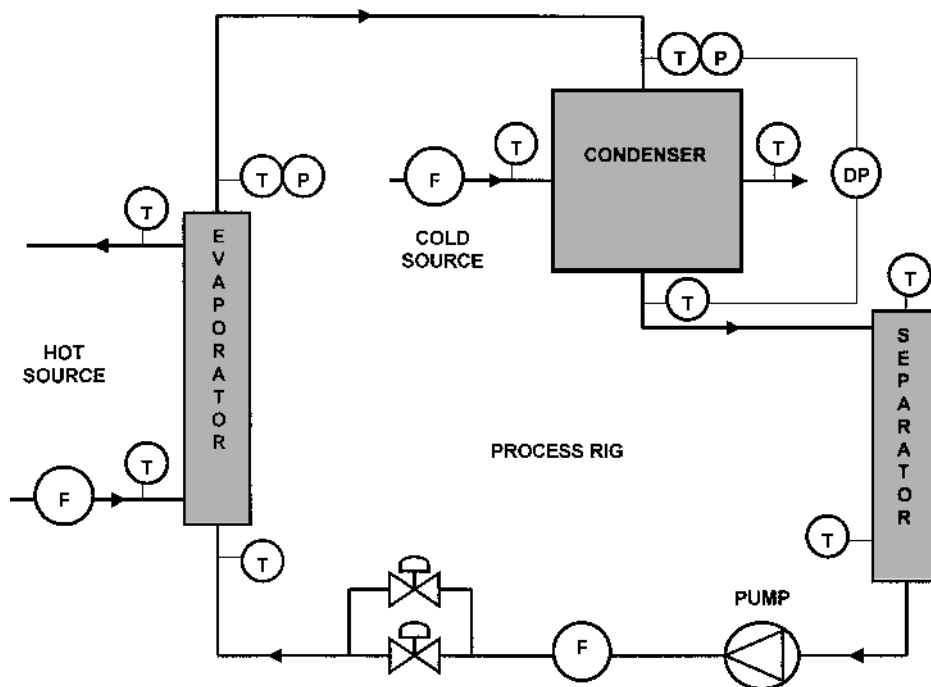 T P
CONDENSER
T
T
F
DP
T P
T
COLD
SOURCE
EVAPORATOR
T
T
SEPARATOR
HOT
SOURCE
PROCESS RIG
T
F
T
T
PUMP
F